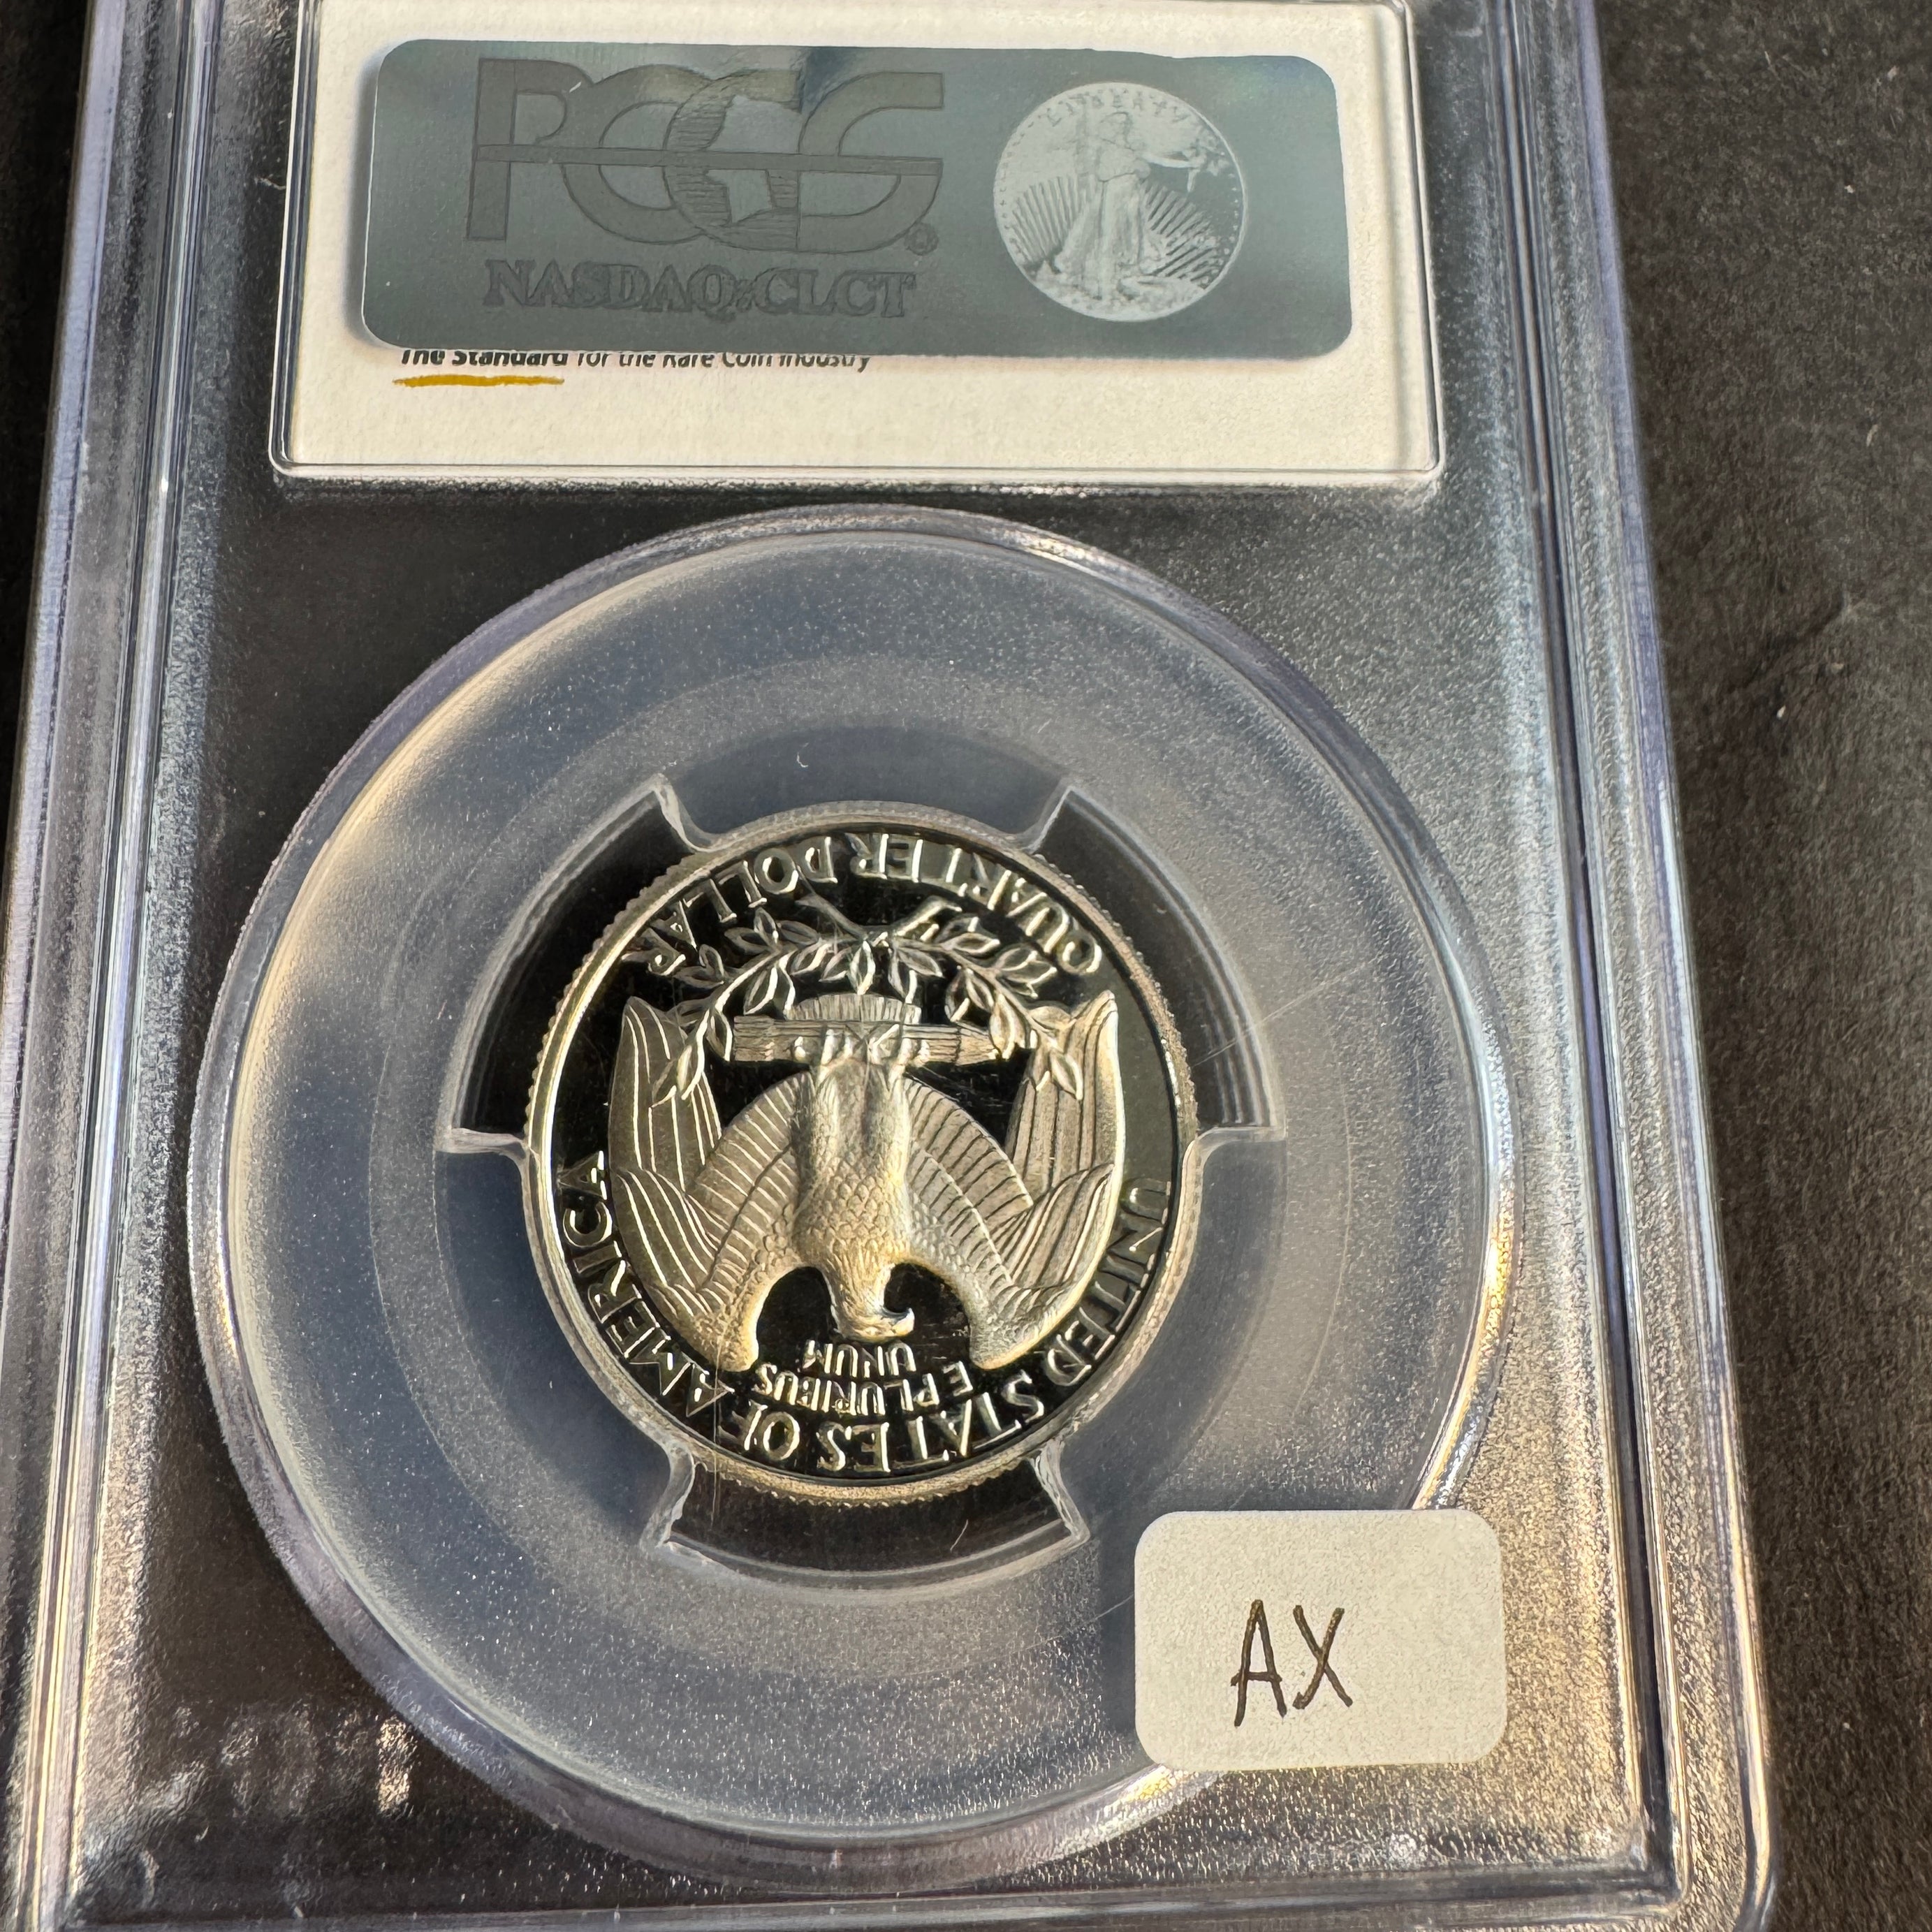 PCGS®
NASDAQ:CLCT
LIBERTY
The Standard for the Rare Coin Industry
UNITED STATES OF AMERICA
E PLURIBUS
UNUM
QUARTER DOLLAR
AX